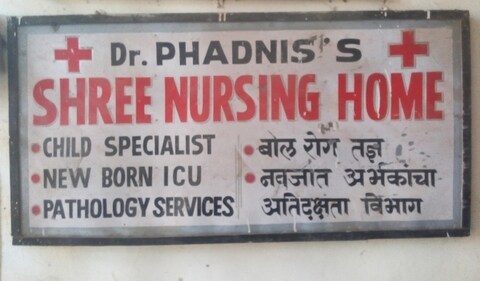 Dr. PHADNIS'S
SHREE NURSING HOME
• CHILD SPECIALIST
• NEW BORN ICU
• PATHOLOGY SERVICES
• बाल रोग तज्ञ
• नवजात अर्भकांचा
अतिदक्षता विभाग